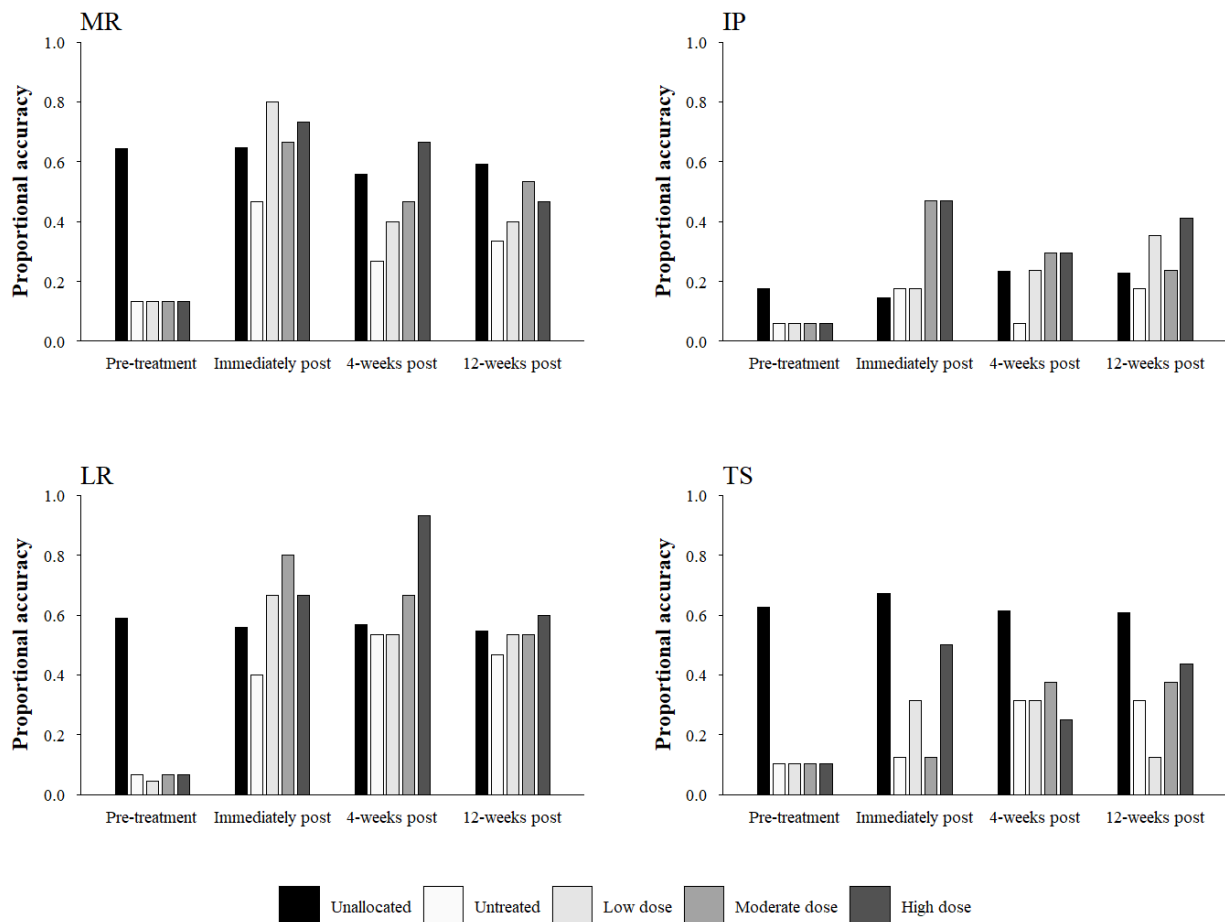 MR
Proportional accuracy
1.0
0.8
0.6
0.4
0.2
0.0
Pre-treatment Immediately post 4-weeks post 12-weeks post
IP
Proportional accuracy
1.0
0.8
0.6
0.4
0.2
0.0
Pre-treatment Immediately post 4-weeks post 12-weeks post
LR
Proportional accuracy
1.0
0.8
0.6
0.4
0.2
0.0
Pre-treatment Immediately post 4-weeks post 12-weeks post
TS
Proportional accuracy
1.0
0.8
0.6
0.4
0.2
0.0
Pre-treatment Immediately post 4-weeks post 12-weeks post
Unallocated Untreated Low dose Moderate dose High dose